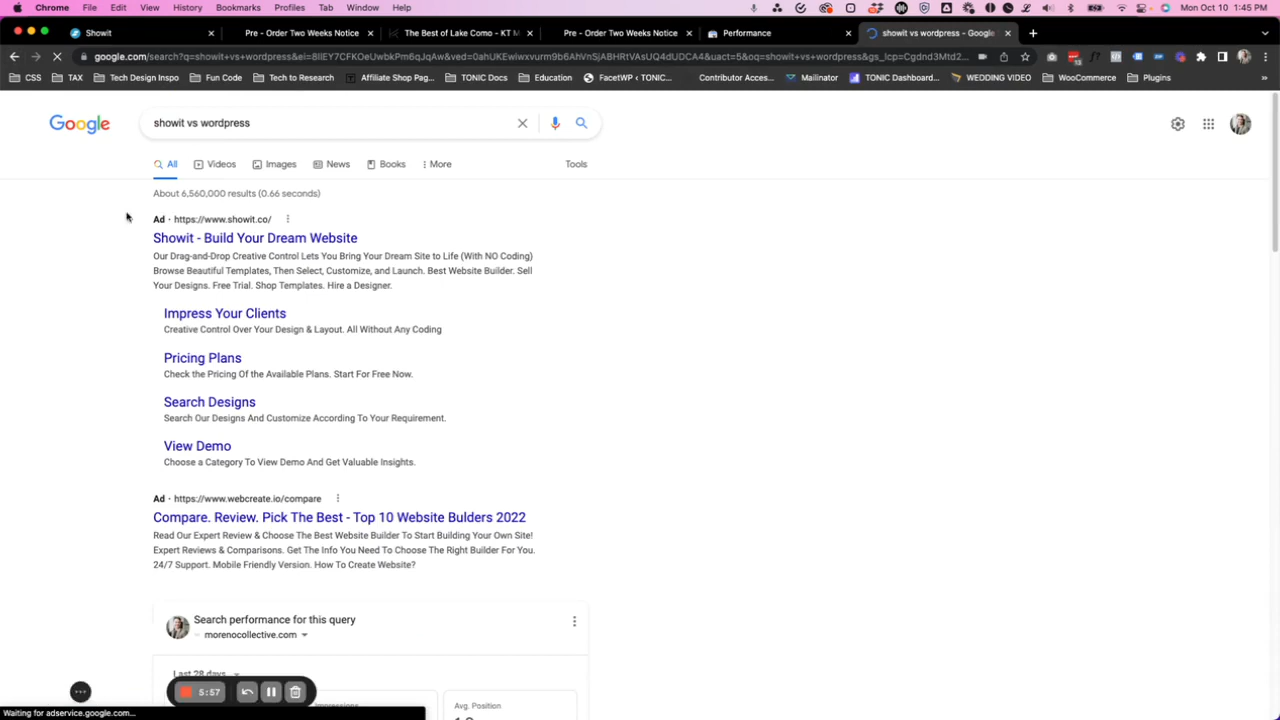 Chrome File Edit View History Bookmarks Profiles Tab Window Help Mon Oct 10 1:45 PM
Showit Pre - Order Two Weeks Notice The Best of Lake Como - KT M Pre - Order Two Weeks Notice Performance showit vs wordpress - Google
google.com/search?q=showit+vs+wordpress&ei=8IIEY7CFKOeUwbkPm6qJqAw&ved=0ahUKEwiwxvurm9b6AhVnSjABHRtVAsUQ4dUDCA4&uact=5&oq=showit+vs+wordpress&gs_lcp=Cgdnd3Mtd2...
CSS TAX Tech Design Inspo Fun Code Tech to Research Affiliate Shop Pag... TONIC Docs Education FacetWP ‹ TONIC... Contributor Acces... Mailinator TONIC Dashboard... WEDDING VIDEO WooCommerce Plugins »
Google showit vs wordpress
All Videos Images News Books More Tools
About 6,560,000 results (0.66 seconds)
Ad · https://www.showit.co/
Showit - Build Your Dream Website
Our Drag-and-Drop Creative Control Lets You Bring Your Dream Site to Life (With NO Coding)
Browse Beautiful Templates, Then Select, Customize, and Launch. Best Website Builder. Sell
Your Designs. Free Trial. Shop Templates. Hire a Designer.
Impress Your Clients
Creative Control Over Your Design & Layout. All Without Any Coding
Pricing Plans
Check the Pricing Of the Available Plans. Start For Free Now.
Search Designs
Search Our Designs And Customize According To Your Requirement.
View Demo
Choose a Category To View Demo And Get Valuable Insights.
Ad · https://www.webcreate.io/compare
Compare. Review. Pick The Best - Top 10 Website Bulders 2022
Read Our Expert Review & Choose The Best Website Builder To Start Building Your Own Site!
Expert Reviews & Comparisons. Get The Info You Need To Choose The Right Builder For You.
24/7 Support. Mobile Friendly Version. How To Create Website?
Search performance for this query
morenocollective.com
Last 28 days
5:57
Impressions Avg. Position
Waiting for adservice.google.com...